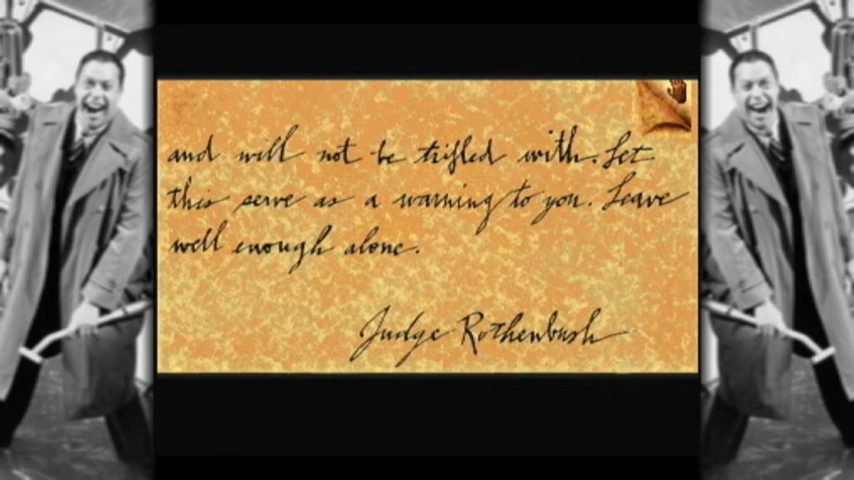 and will not be trifled with. Let
this serve as a warning to you. Leave
well enough alone.
Judge Rothenbush